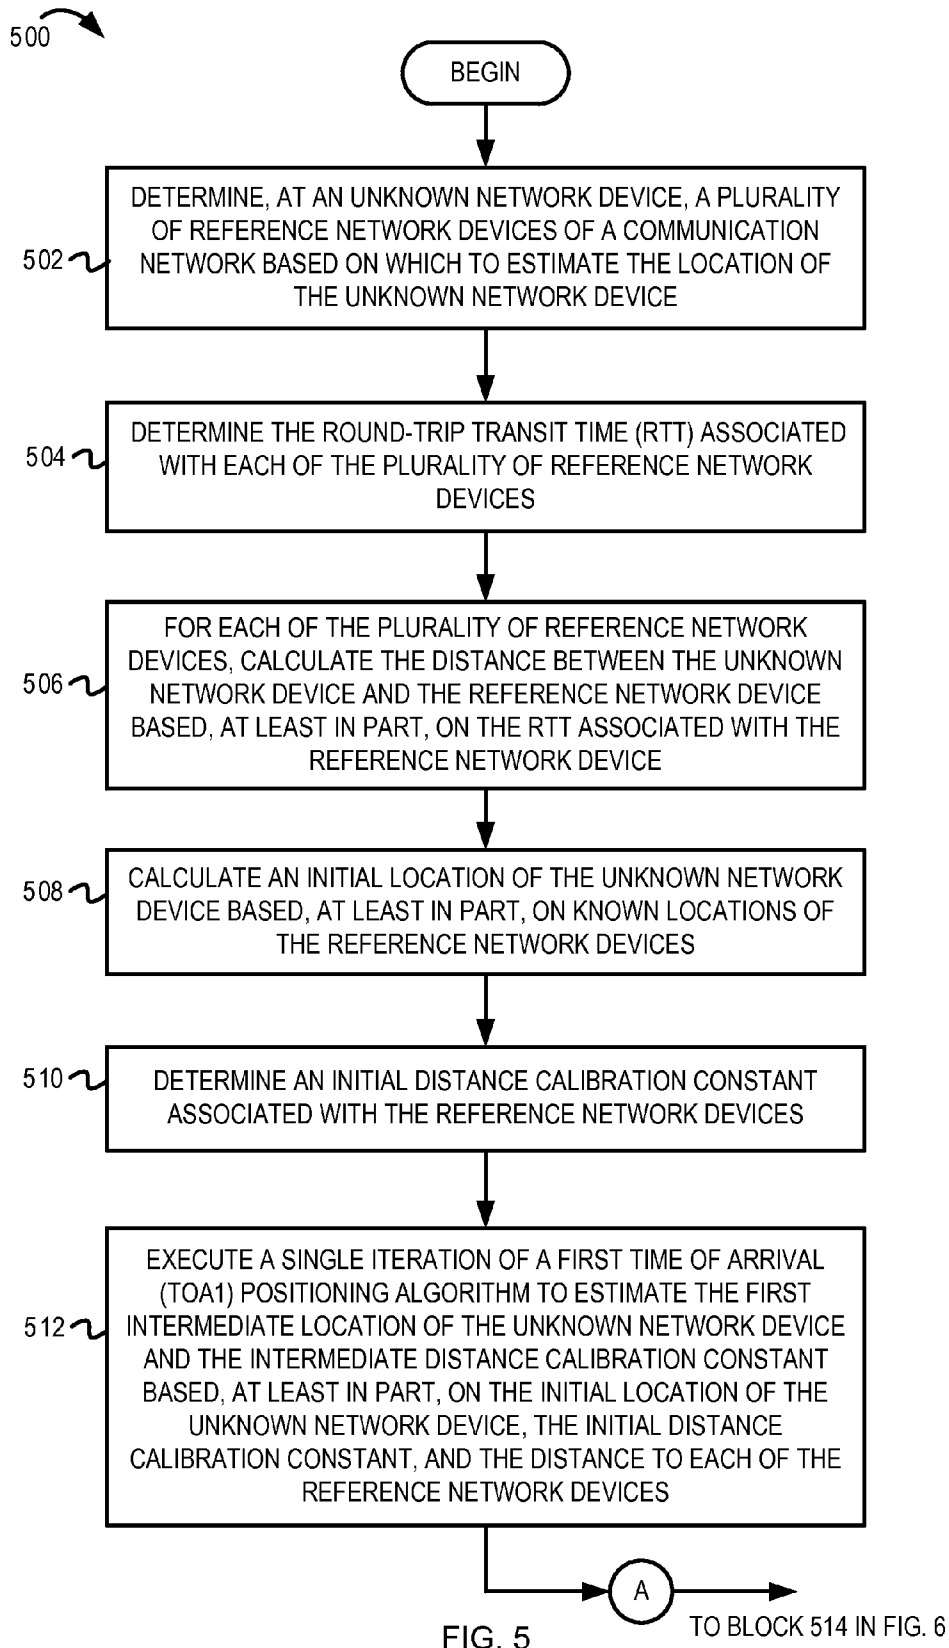 500
BEGIN
DETERMINE, AT AN UNKNOWN NETWORK DEVICE, A PLURALITY
OF REFERENCE NETWORK DEVICES OF A COMMUNICATION
NETWORK BASED ON WHICH TO ESTIMATE THE LOCATION OF
THE UNKNOWN NETWORK DEVICE
502
DETERMINE THE ROUND-TRIP TRANSIT TIME (RTT) ASSOCIATED
WITH EACH OF THE PLURALITY OF REFERENCE NETWORK
DEVICES
504
FOR EACH OF THE PLURALITY OF REFERENCE NETWORK
DEVICES, CALCULATE THE DISTANCE BETWEEN THE UNKNOWN
NETWORK DEVICE AND THE REFERENCE NETWORK DEVICE
BASED, AT LEAST IN PART, ON THE RTT ASSOCIATED WITH THE
REFERENCE NETWORK DEVICE
506
CALCULATE AN INITIAL LOCATION OF THE UNKNOWN NETWORK
DEVICE BASED, AT LEAST IN PART, ON KNOWN LOCATIONS OF
THE REFERENCE NETWORK DEVICES
508
DETERMINE AN INITIAL DISTANCE CALIBRATION CONSTANT
ASSOCIATED WITH THE REFERENCE NETWORK DEVICES
510
EXECUTE A SINGLE ITERATION OF A FIRST TIME OF ARRIVAL
(TOA1) POSITIONING ALGORITHM TO ESTIMATE THE FIRST
INTERMEDIATE LOCATION OF THE UNKNOWN NETWORK DEVICE
AND THE INTERMEDIATE DISTANCE CALIBRATION CONSTANT
BASED, AT LEAST IN PART, ON THE INITIAL LOCATION OF THE
UNKNOWN NETWORK DEVICE, THE INITIAL DISTANCE
CALIBRATION CONSTANT, AND THE DISTANCE TO EACH OF THE
REFERENCE NETWORK DEVICES
512
A
TO BLOCK 514 IN FIG. 6
FIG. 5